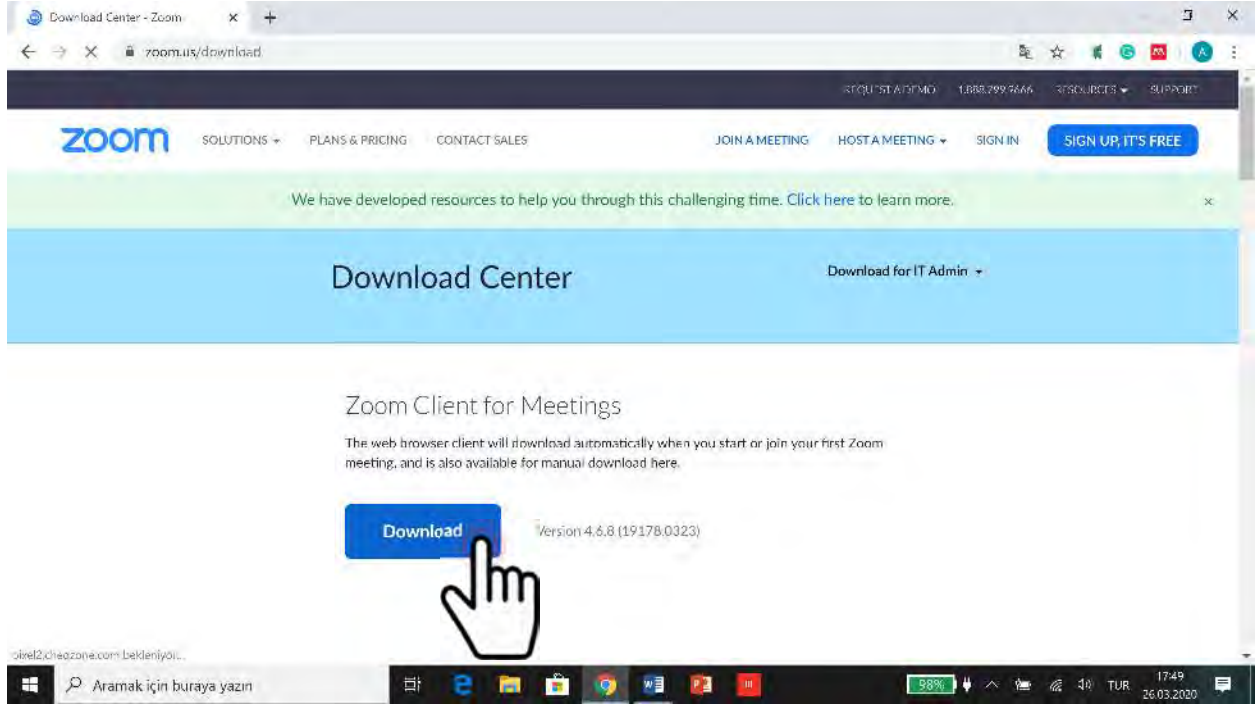 Download Center - Zoom
zoom.us/download
REQUEST A DEMO 1.888.799.9666 RESOURCES SUPPORT
zoom SOLUTIONS PLANS & PRICING CONTACT SALES JOIN A MEETING HOST A MEETING SIGN IN SIGN UP, IT'S FREE
We have developed resources to help you through this challenging time. Click here to learn more.
Download Center Download for IT Admin
Zoom Client for Meetings
The web browser client will download automatically when you start or join your first Zoom
meeting, and is also available for manual download here.
Download Version 4.6.8 (19178.0323)
bekleniyor...
Aramak için buraya yazın 98% TUR 17:49
26.03.2020